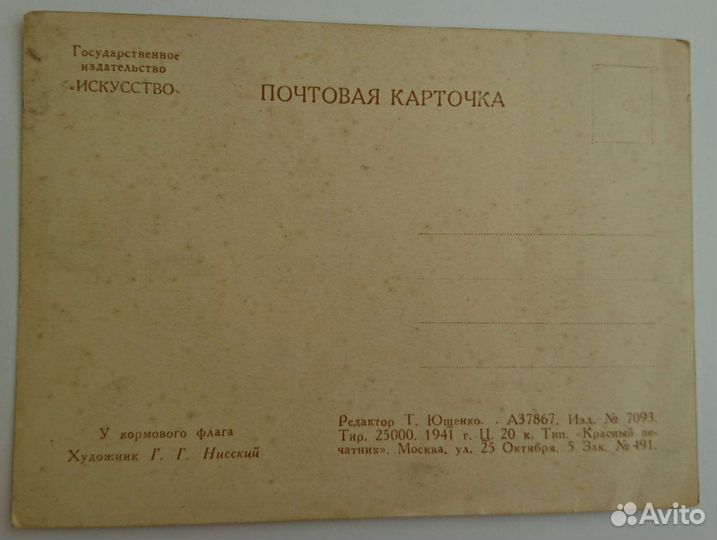 Государственное
издательство
«ИСКУССТВО»
ПОЧТОВАЯ КАРТОЧКА
У кормового флага
Художник Г. Г. Нисский
Редактор Т. Ющенко. - А37867. Изд. № 7093.
Тир. 25000. 1941 г. Ц. 20 к. Тип. «Красный пе-
чатник». Москва, ул. 25 Октября, 5. Зак. № 491.
Avito